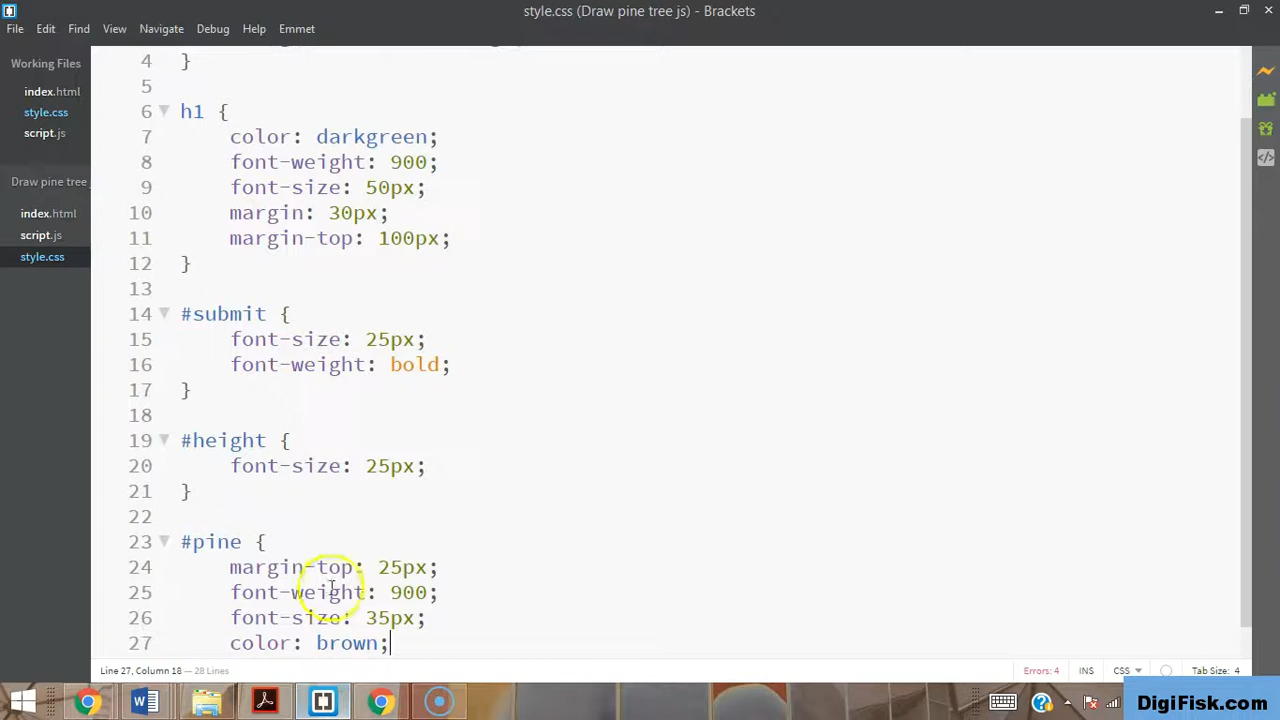 style.css (Draw pine tree js) - Brackets
File Edit View Navigate Debug Help Emmet
Working Files
index.html
style.css
script.js
Draw pine tree
index.html
script.js
style.css
4 }
5
6 h1 {
7 color: darkgreen;
8 font-weight: 900;
9 font-size: 50px;
10 margin: 30px;
11 margin-top: 100px;
12 }
13
14 #submit {
15 font-size: 25px;
16 font-weight: bold;
17 }
18
19 #height {
20 font-size: 25px;
21 }
22
23 #pine {
24 margin-top: 25px;
25 font-weight: 900;
26 font-size: 35px;
27 color: brown;
Line 27, Column 18 — 28 Lines
Errors: 4 INS CSS Tab Size: 4
DigiFisk.com